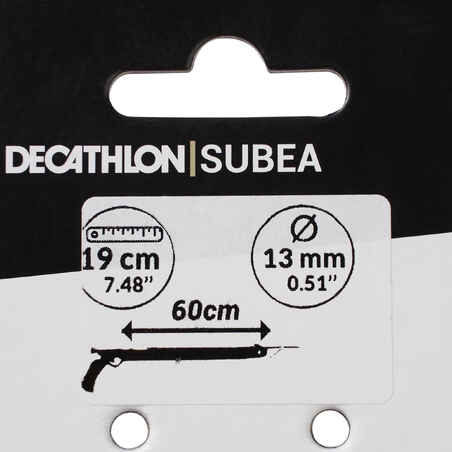 DECATHLON | SUBEA
19 cm
7.48’’
Ø
13 mm
0.51’’
60cm